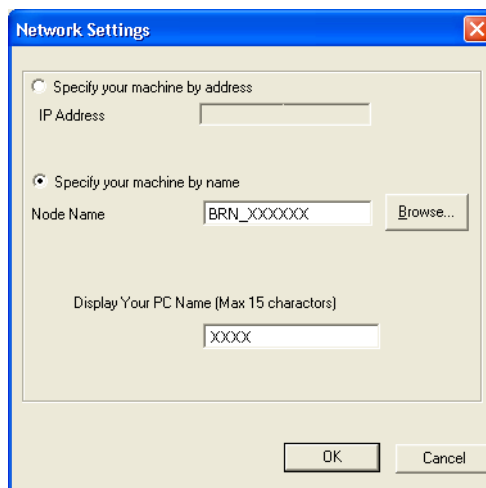 Network Settings
Specify your machine by address
IP Address
Specify your machine by name
Node Name BRN_XXXXXX Browse...
Display Your PC Name (Max 15 charactors)
XXXX
OK Cancel